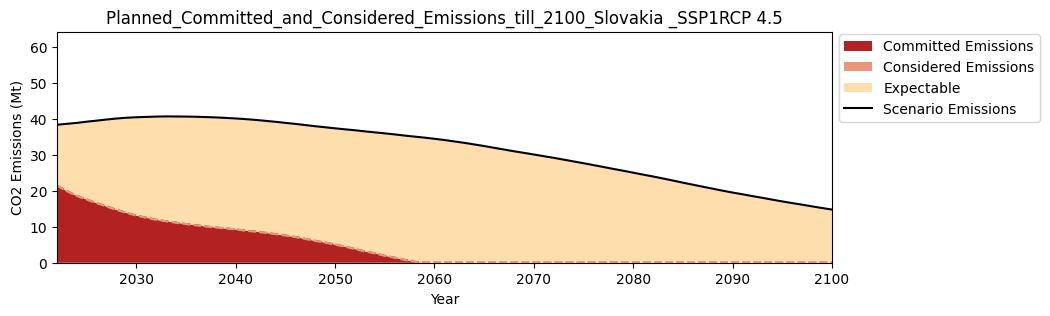 Planned_Committed_and_Considered_Emissions_till_2100_Slovakia _SSP1RCP 4.5
Committed Emissions
Considered Emissions
Expectable
Scenario Emissions
CO2 Emissions (Mt)
60
50
40
30
20
10
0
2030 2040 2050 2060 2070 2080 2090 2100
Year